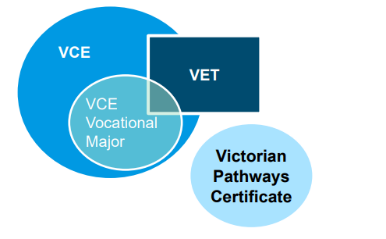 VCE
VET
VCE
Vocational
Major
Victorian
Pathways
Certificate